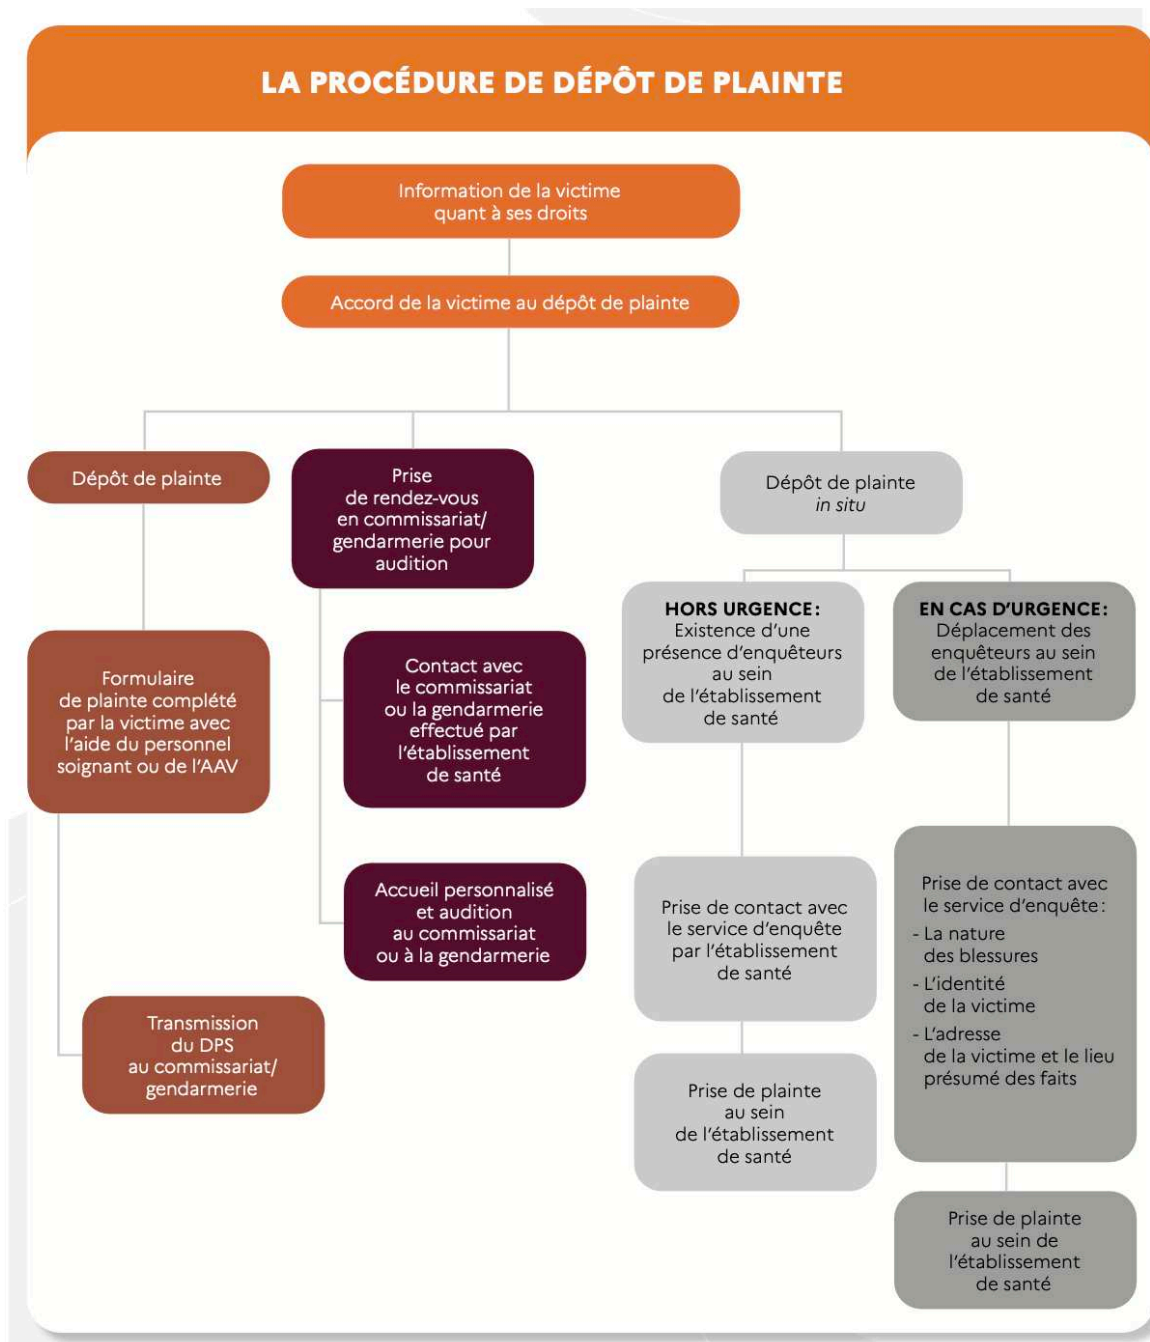 LA PROCÉDURE DE DÉPÔT DE PLAINTE
Information de la victime
quant à ses droits
Accord de la victime au dépôt de plainte
Dépôt de plainte
Formulaire
de plainte complété
par la victime avec
l’aide du personnel
soignant ou de l’AAV
Transmission
du DPS
au commissariat/
gendarmerie
Prise
de rendez-vous
en commissariat/
gendarmerie pour
audition
Contact avec
le commissariat
ou la gendarmerie
effectué par
l’établissement
de santé
Accueil personnalisé
et audition
au commissariat
ou à la gendarmerie
Dépôt de plainte
in situ
HORS URGENCE :
Existence d’une
présence d’enquêteurs
au sein
de l’établissement
de santé
Prise de contact avec
le service d’enquête
par l’établissement
de santé
Prise de plainte
au sein
de l’établissement
de santé
EN CAS D’URGENCE :
Déplacement des
enquêteurs au sein
de l’établissement
de santé
Prise de contact avec
le service d’enquête :
- La nature
des blessures
- L’identité
de la victime
- L’adresse
de la victime et le lieu
présumé des faits
Prise de plainte
au sein de
l’établissement
de santé